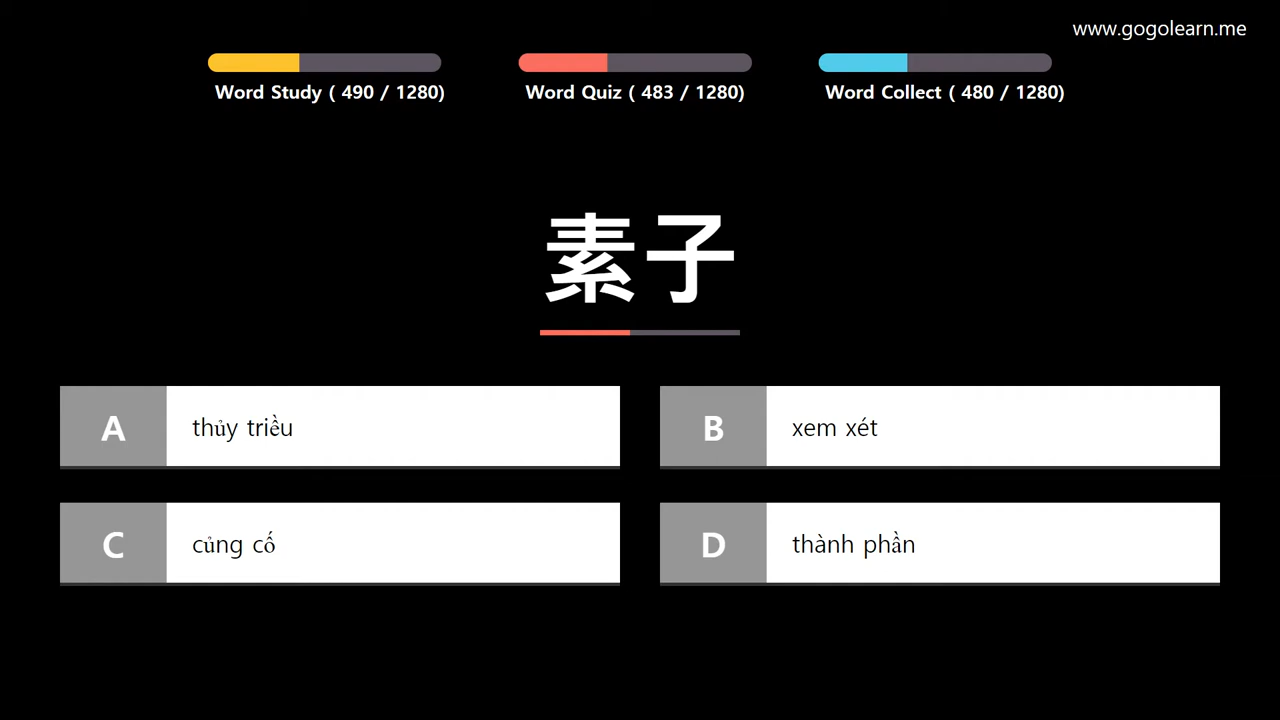 www.gogolearn.me
Word Study ( 490 / 1280)
Word Quiz ( 483 / 1280)
Word Collect ( 480 / 1280)
素子
A thủy triều
B xem xét
C củng cố
D thành phần